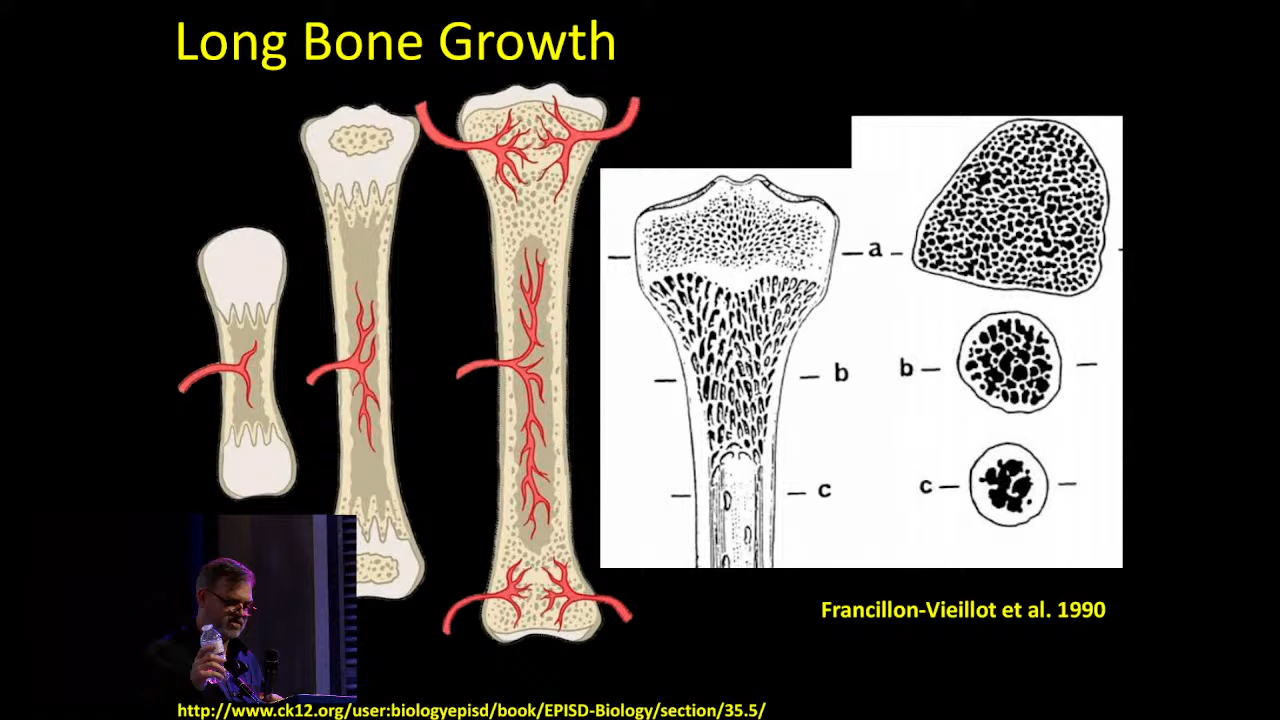 Long Bone Growth
a
b
b
c
c
Francillon-Vieillot et al. 1990
http://www.ck12.org/user:biologyepisd/book/EPISD-Biology/section/35.5/